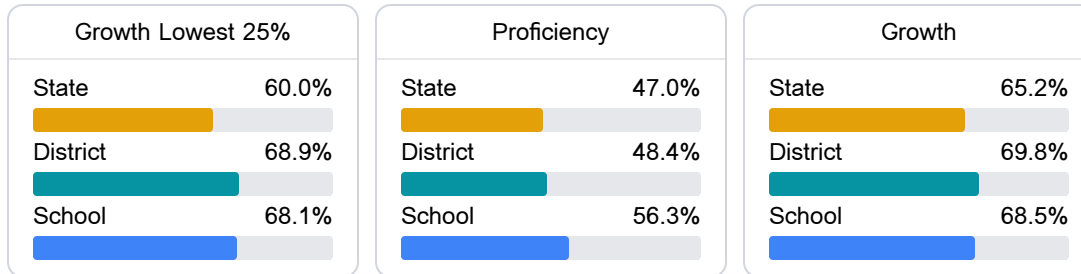 Growth Lowest 25%
State 60.0%
District 68.9%
School 68.1%
Proficiency
State 47.0%
District 48.4%
School 56.3%
Growth
State 65.2%
District 69.8%
School 68.5%